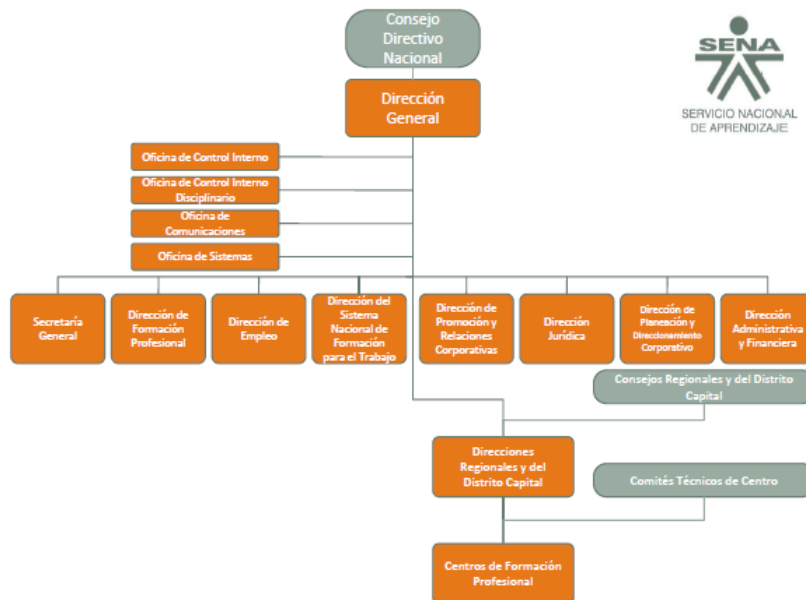 Consejo
Directivo
Nacional
SENA
SERVICIO NACIONAL
DE APRENDIZAJE
Dirección
General
Oficina de Control Interno
Oficina de Control Interno
Disciplinario
Oficina de
Comunicaciones
Oficina de Sistemas
Secretaría
General
Dirección de
Formación
Profesional
Dirección de
Empleo
Dirección del
Sistema
Nacional de
Formación
para el Trabajo
Dirección de
Promoción y
Relaciones
Corporativas
Dirección
Jurídica
Dirección de
Planeación y
Direccionamiento
Corporativo
Dirección
Administrativa
y Financiera
Consejos Regionales y del Distrito
Capital
Direcciones
Regionales y del
Distrito Capital
Comités Técnicos de Centro
Centros de Formación
Profesional